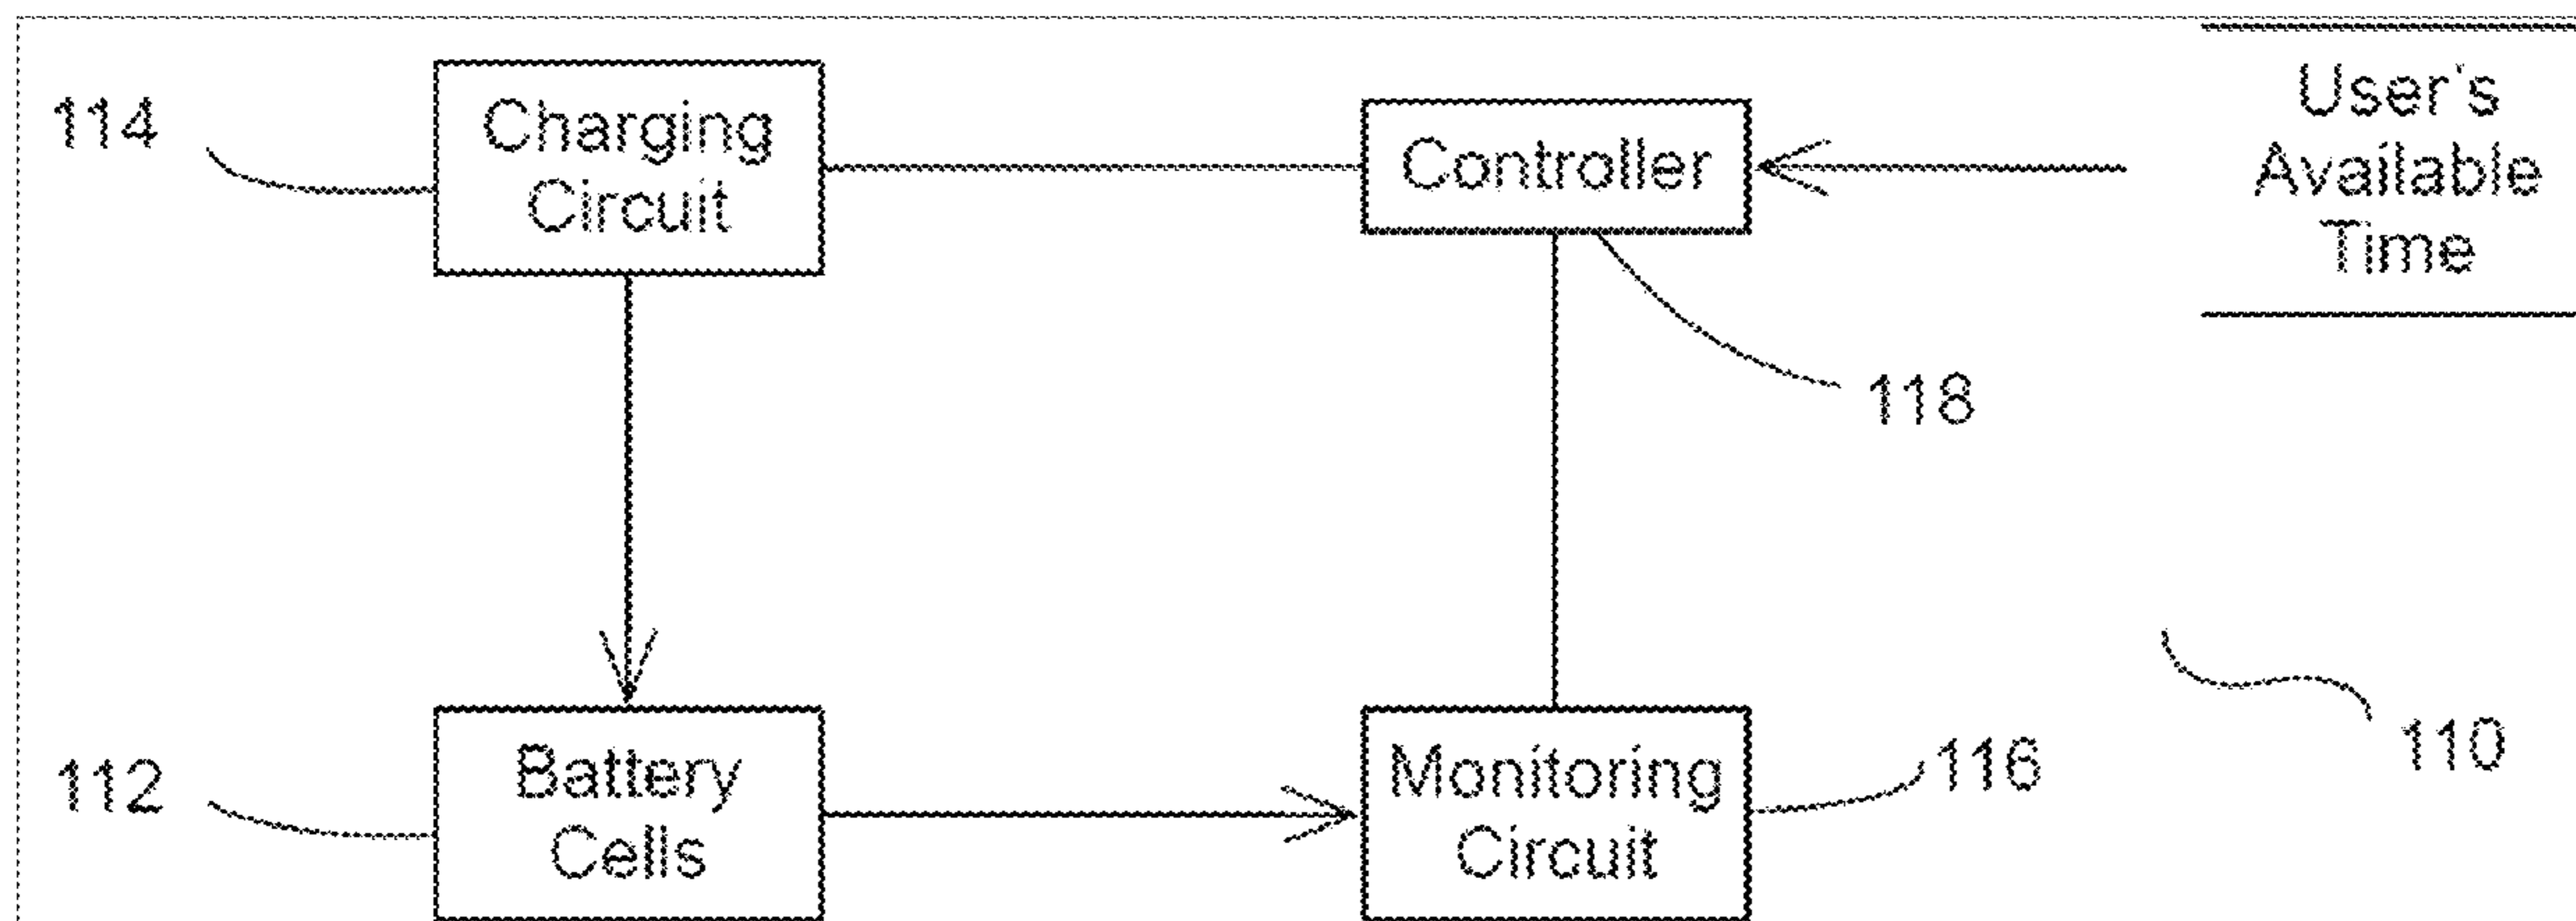 114
Charging
Circuit
Controller
User's
Available
Time
118
112
Battery
Cells
Monitoring
Circuit
116
110